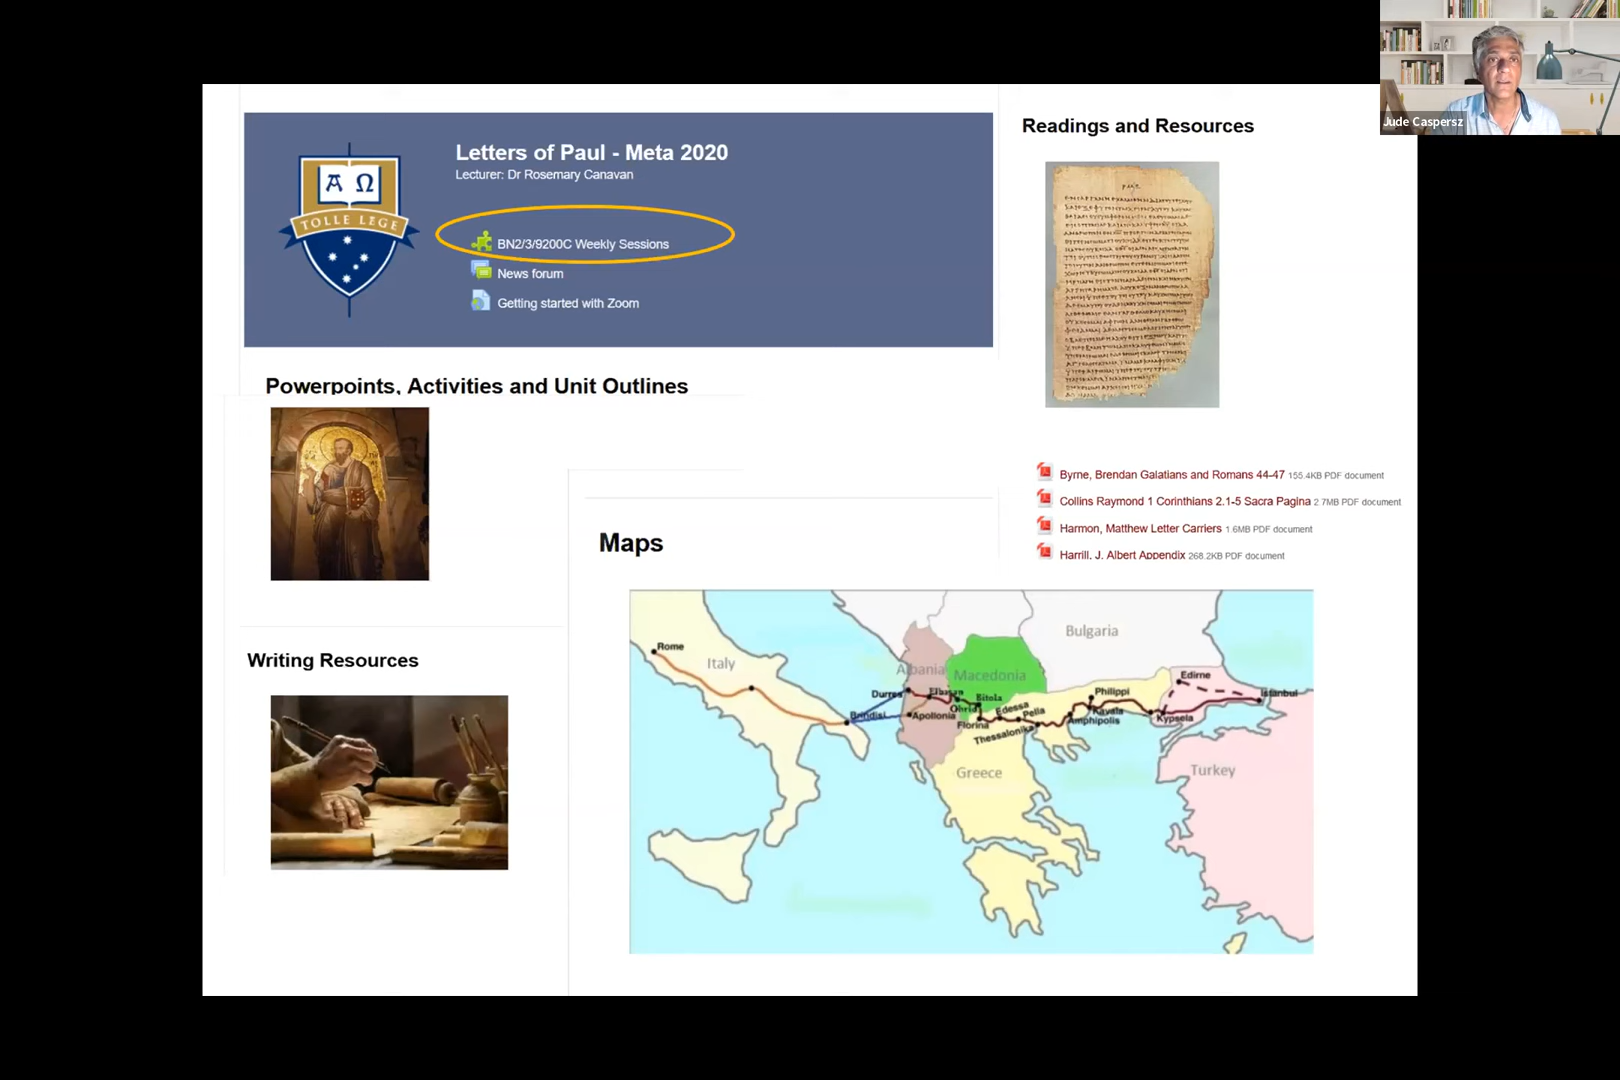 Jude Caspersz
Letters of Paul - Meta 2020
Lecturer: Dr Rosemary Canavan
Α Ω
TOLLE LEGE
BN2/3/9200C Weekly Sessions
News forum
Getting started with Zoom
Readings and Resources
Byrne, Brendan Galatians and Romans 44-47 155.4KB PDF document
Collins Raymond 1 Corinthians 2.1-5 Sacra Pagina 2.7MB PDF document
Harmon, Matthew Letter Carriers 1.6MB PDF document
Harrill, J. Albert Appendix 268.2KB PDF document
Powerpoints, Activities and Unit Outlines
Writing Resources
Maps
Rome
Italy
Brindisi
Albania
Macedonia
Bulgaria
Durres
Elbasan
Bitola
Ohrid
Apollonia
Florina
Edessa
Pella
Thessalonika
Philippi
Kavala
Amphipolis
Edirne
Kypsela
Istanbul
Greece
Turkey